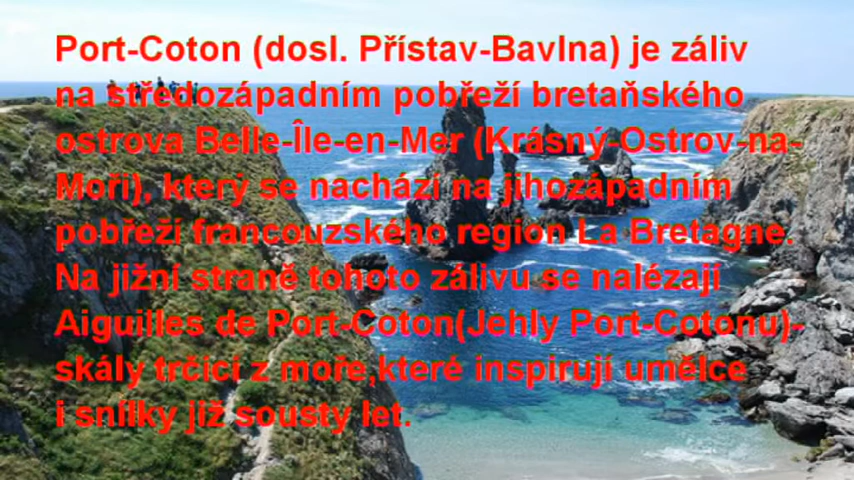 Port-Coton (dosl. Přístav-Bavlna) je záliv
na středozápadním pobřeží bretaňského
ostrova Belle-Île-en-Mer (Krásný-Ostrov-na-
Moři), který se nachází na jihozápadním
pobřeží francouzského region La Bretagne.
Na jižní straně tohoto zálivu se nalézají
Aiguilles de Port-Coton(Jehly Port-Cotonu)-
skály trčící z moře,které inspirují umělce
i snílky již sousty let.